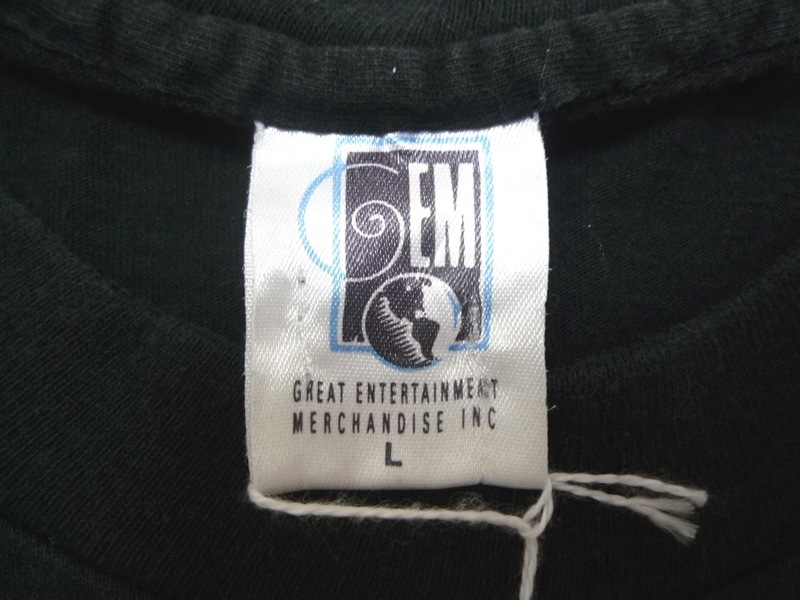 GEM
GREAT ENTERTAINMENT
MERCHANDISE INC
L